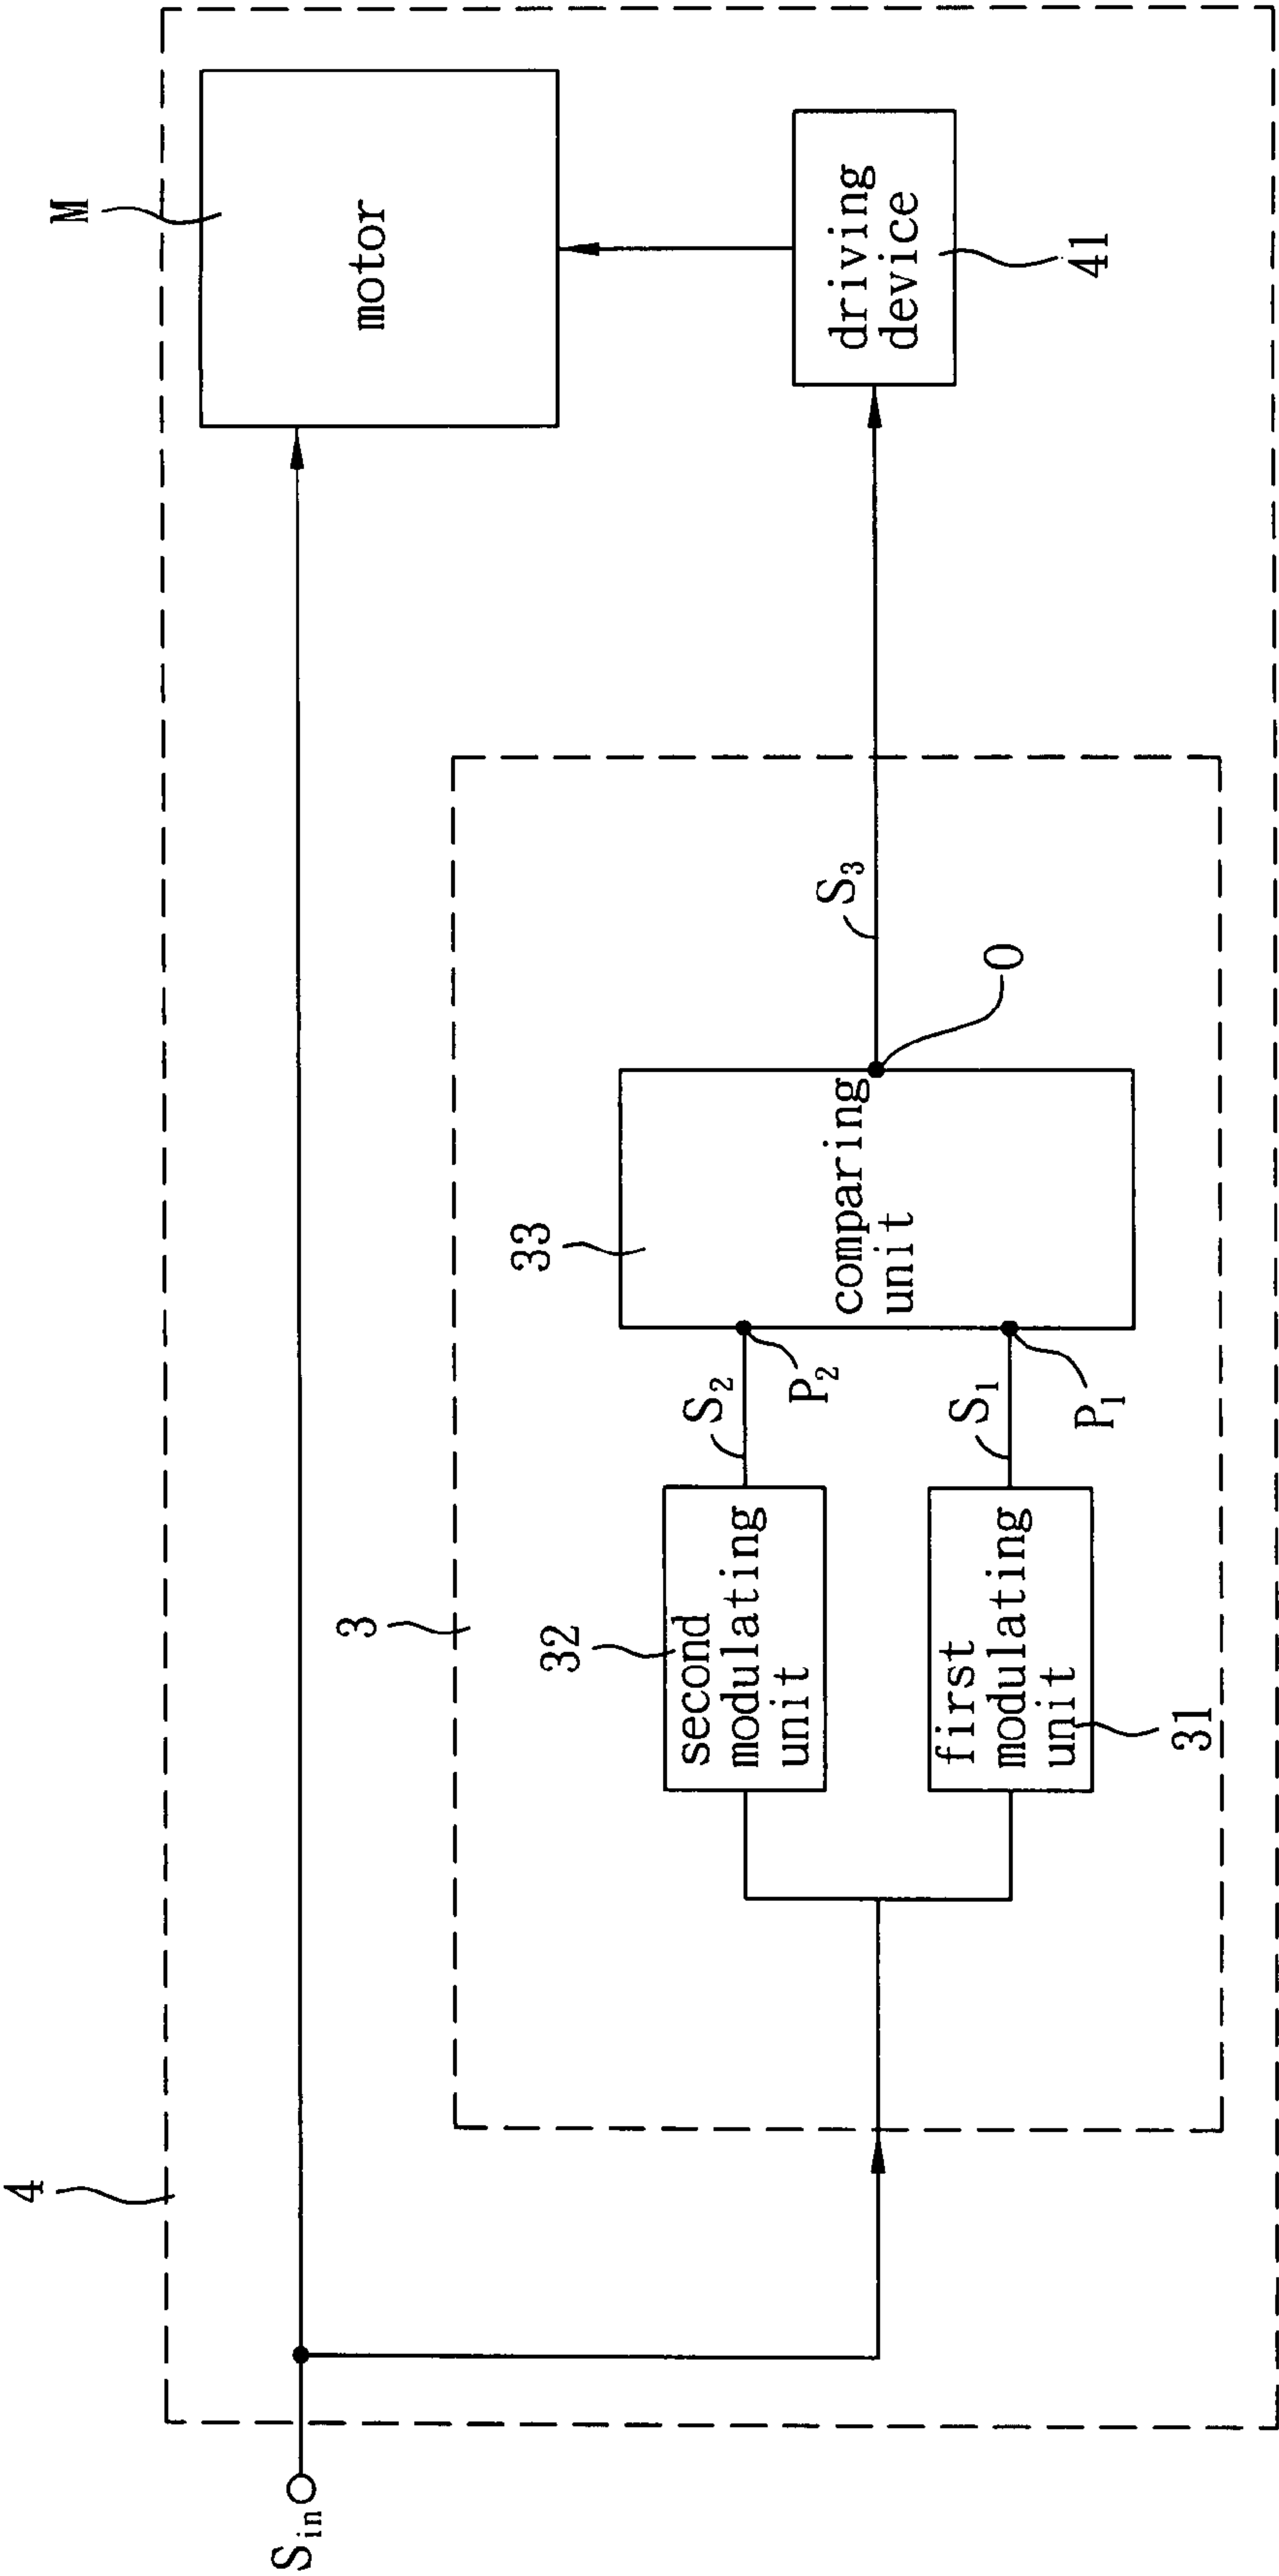 4
M
motor
3
33
S₃
driving
device
41
32
second
modulating
unit
S₂
P₂
comparing
unit
O
first
modulating
unit
31
S₁
P₁
Sᵢₙ